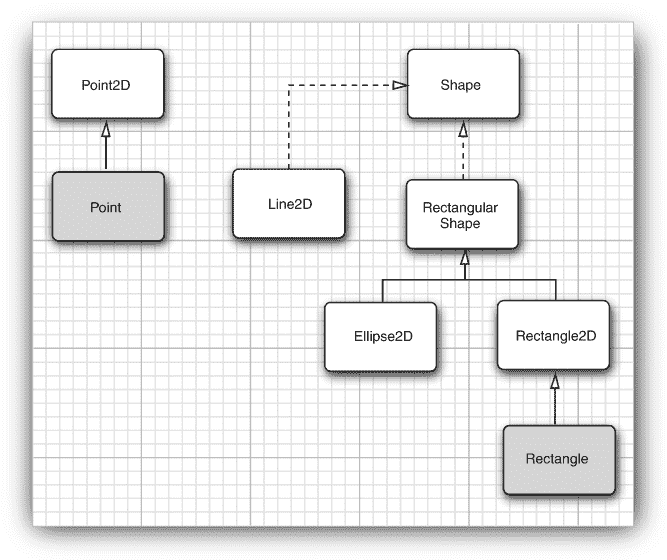 Point2D
Shape
Point
Line2D
Rectangular
Shape
Ellipse2D
Rectangle2D
Rectangle